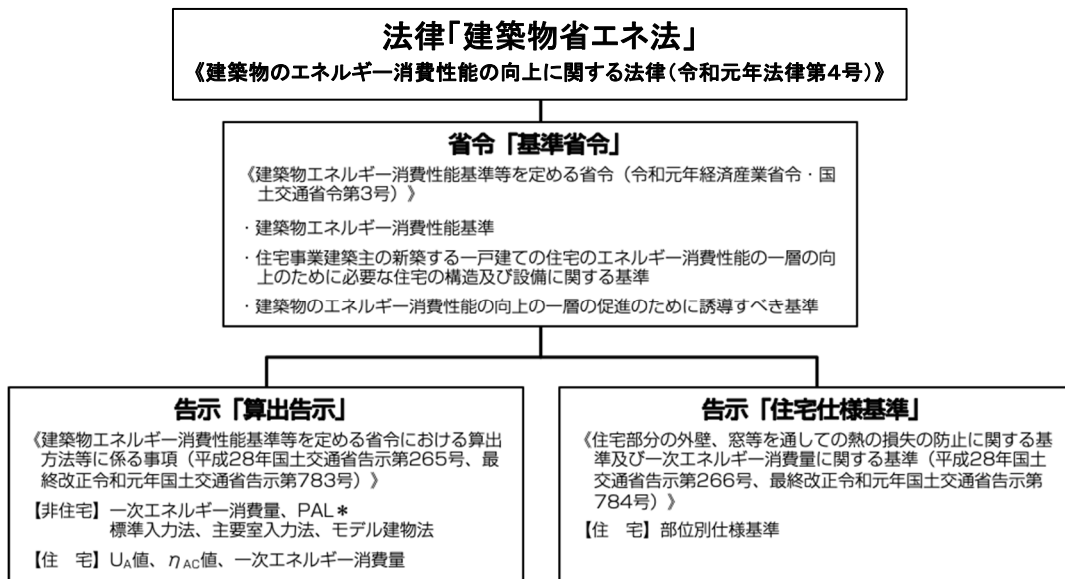 法律「建築物省エネ法」
《建築物のエネルギー消費性能の向上に関する法律(令和元年法律第4号)》
省令「基準省令」
《建築物エネルギー消費性能基準等を定める省令（令和元年経済産業省令・国
土交通省令第3号）》
・建築物エネルギー消費性能基準
・住宅事業建築主の新築する一戸建ての住宅のエネルギー消費性能の一層の向
上のために必要な住宅の構造及び設備に関する基準
・建築物のエネルギー消費性能の向上の一層の促進のために誘導すべき基準
告示「算出告示」
《建築物エネルギー消費性能基準等を定める省令における算出
方法等に係る事項（平成28年国土交通省告示第265号、最
終改正令和元年国土交通省告示第783号）》
【非住宅】一次エネルギー消費量、PAL＊
標準入力法、主要室入力法、モデル建物法
【住　宅】UA値、ηAC値、一次エネルギー消費量
告示「住宅仕様基準」
《住宅部分の外壁、窓等を通しての熱の損失の防止に関する基
準及び一次エネルギー消費量に関する基準（平成28年国土
交通省告示第266号、最終改正令和元年国土交通省告示第
784号）》
【住　宅】部位別仕様基準